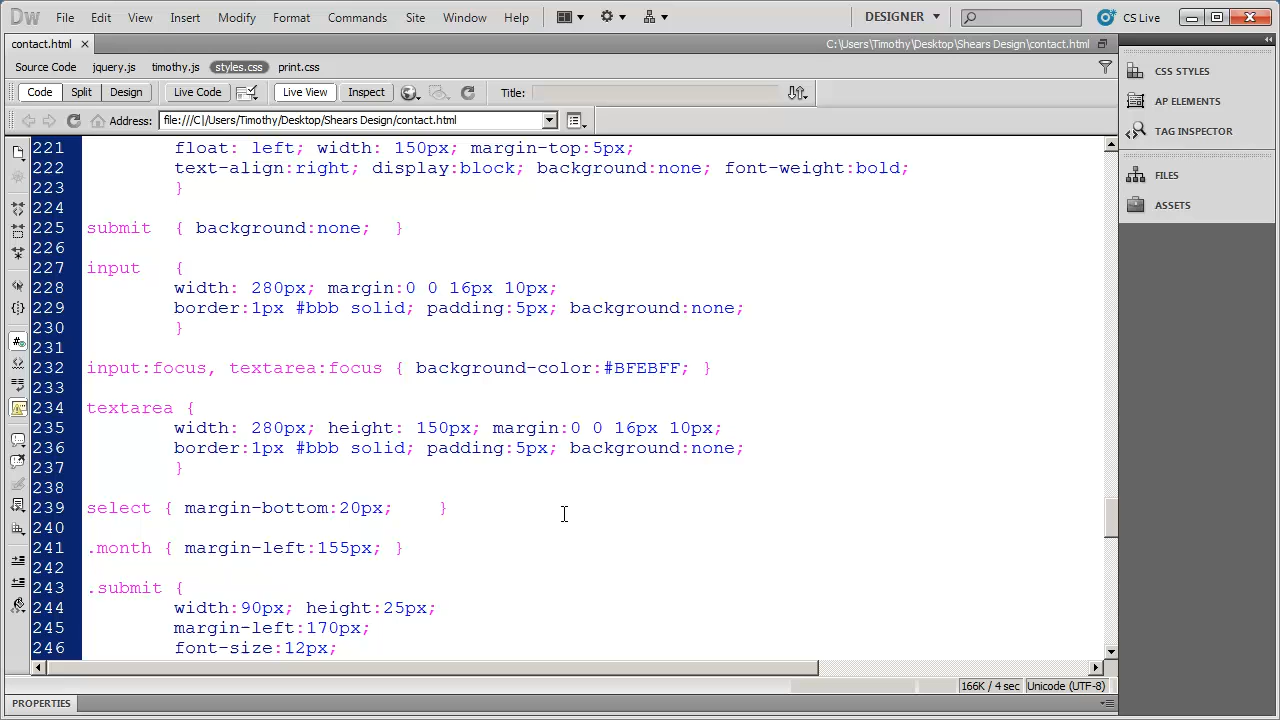 Dw File Edit View Insert Modify Format Commands Site Window Help DESIGNER CS Live
contact.html C:\Users\Timothy\Desktop\Shears Design\contact.html
Source Code jquery.js timothy.js styles.css print.css
Code Split Design Live Code Live View Inspect Title:
Address: file:///C|/Users/Timothy/Desktop/Shears Design/contact.html
CSS STYLES
AP ELEMENTS
TAG INSPECTOR
FILES
ASSETS
221 float: left; width: 150px; margin-top:5px;
222 text-align:right; display:block; background:none; font-weight:bold;
223 }
224
225 submit { background:none; }
226
227 input {
228 width: 280px; margin:0 0 16px 10px;
229 border:1px #bbb solid; padding:5px; background:none;
230 }
231
232 input:focus, textarea:focus { background-color:#BFEBFF; }
233
234 textarea {
235 width: 280px; height: 150px; margin:0 0 16px 10px;
236 border:1px #bbb solid; padding:5px; background:none;
237 }
238
239 select { margin-bottom:20px; }
240
241 .month { margin-left:155px; }
242
243 .submit {
244 width:90px; height:25px;
245 margin-left:170px;
246 font-size:12px;
166K / 4 sec Unicode (UTF-8)
PROPERTIES